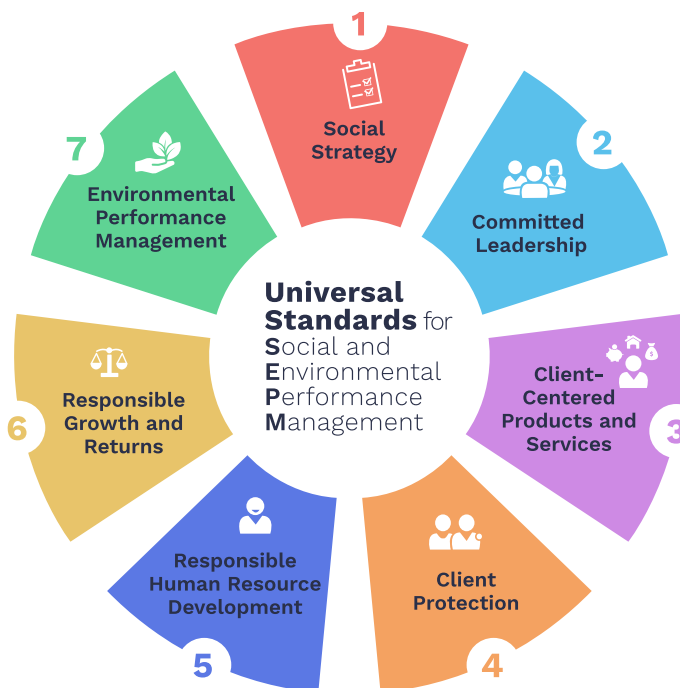 1
Social
Strategy
2
Committed
Leadership
3
Client-
Centered
Products and
Services
4
Client
Protection
5
Responsible
Human Resource
Development
6
Responsible
Growth and
Returns
7
Environmental
Performance
Management
Universal
Standards for
Social and
Environmental
Performance
Management
$